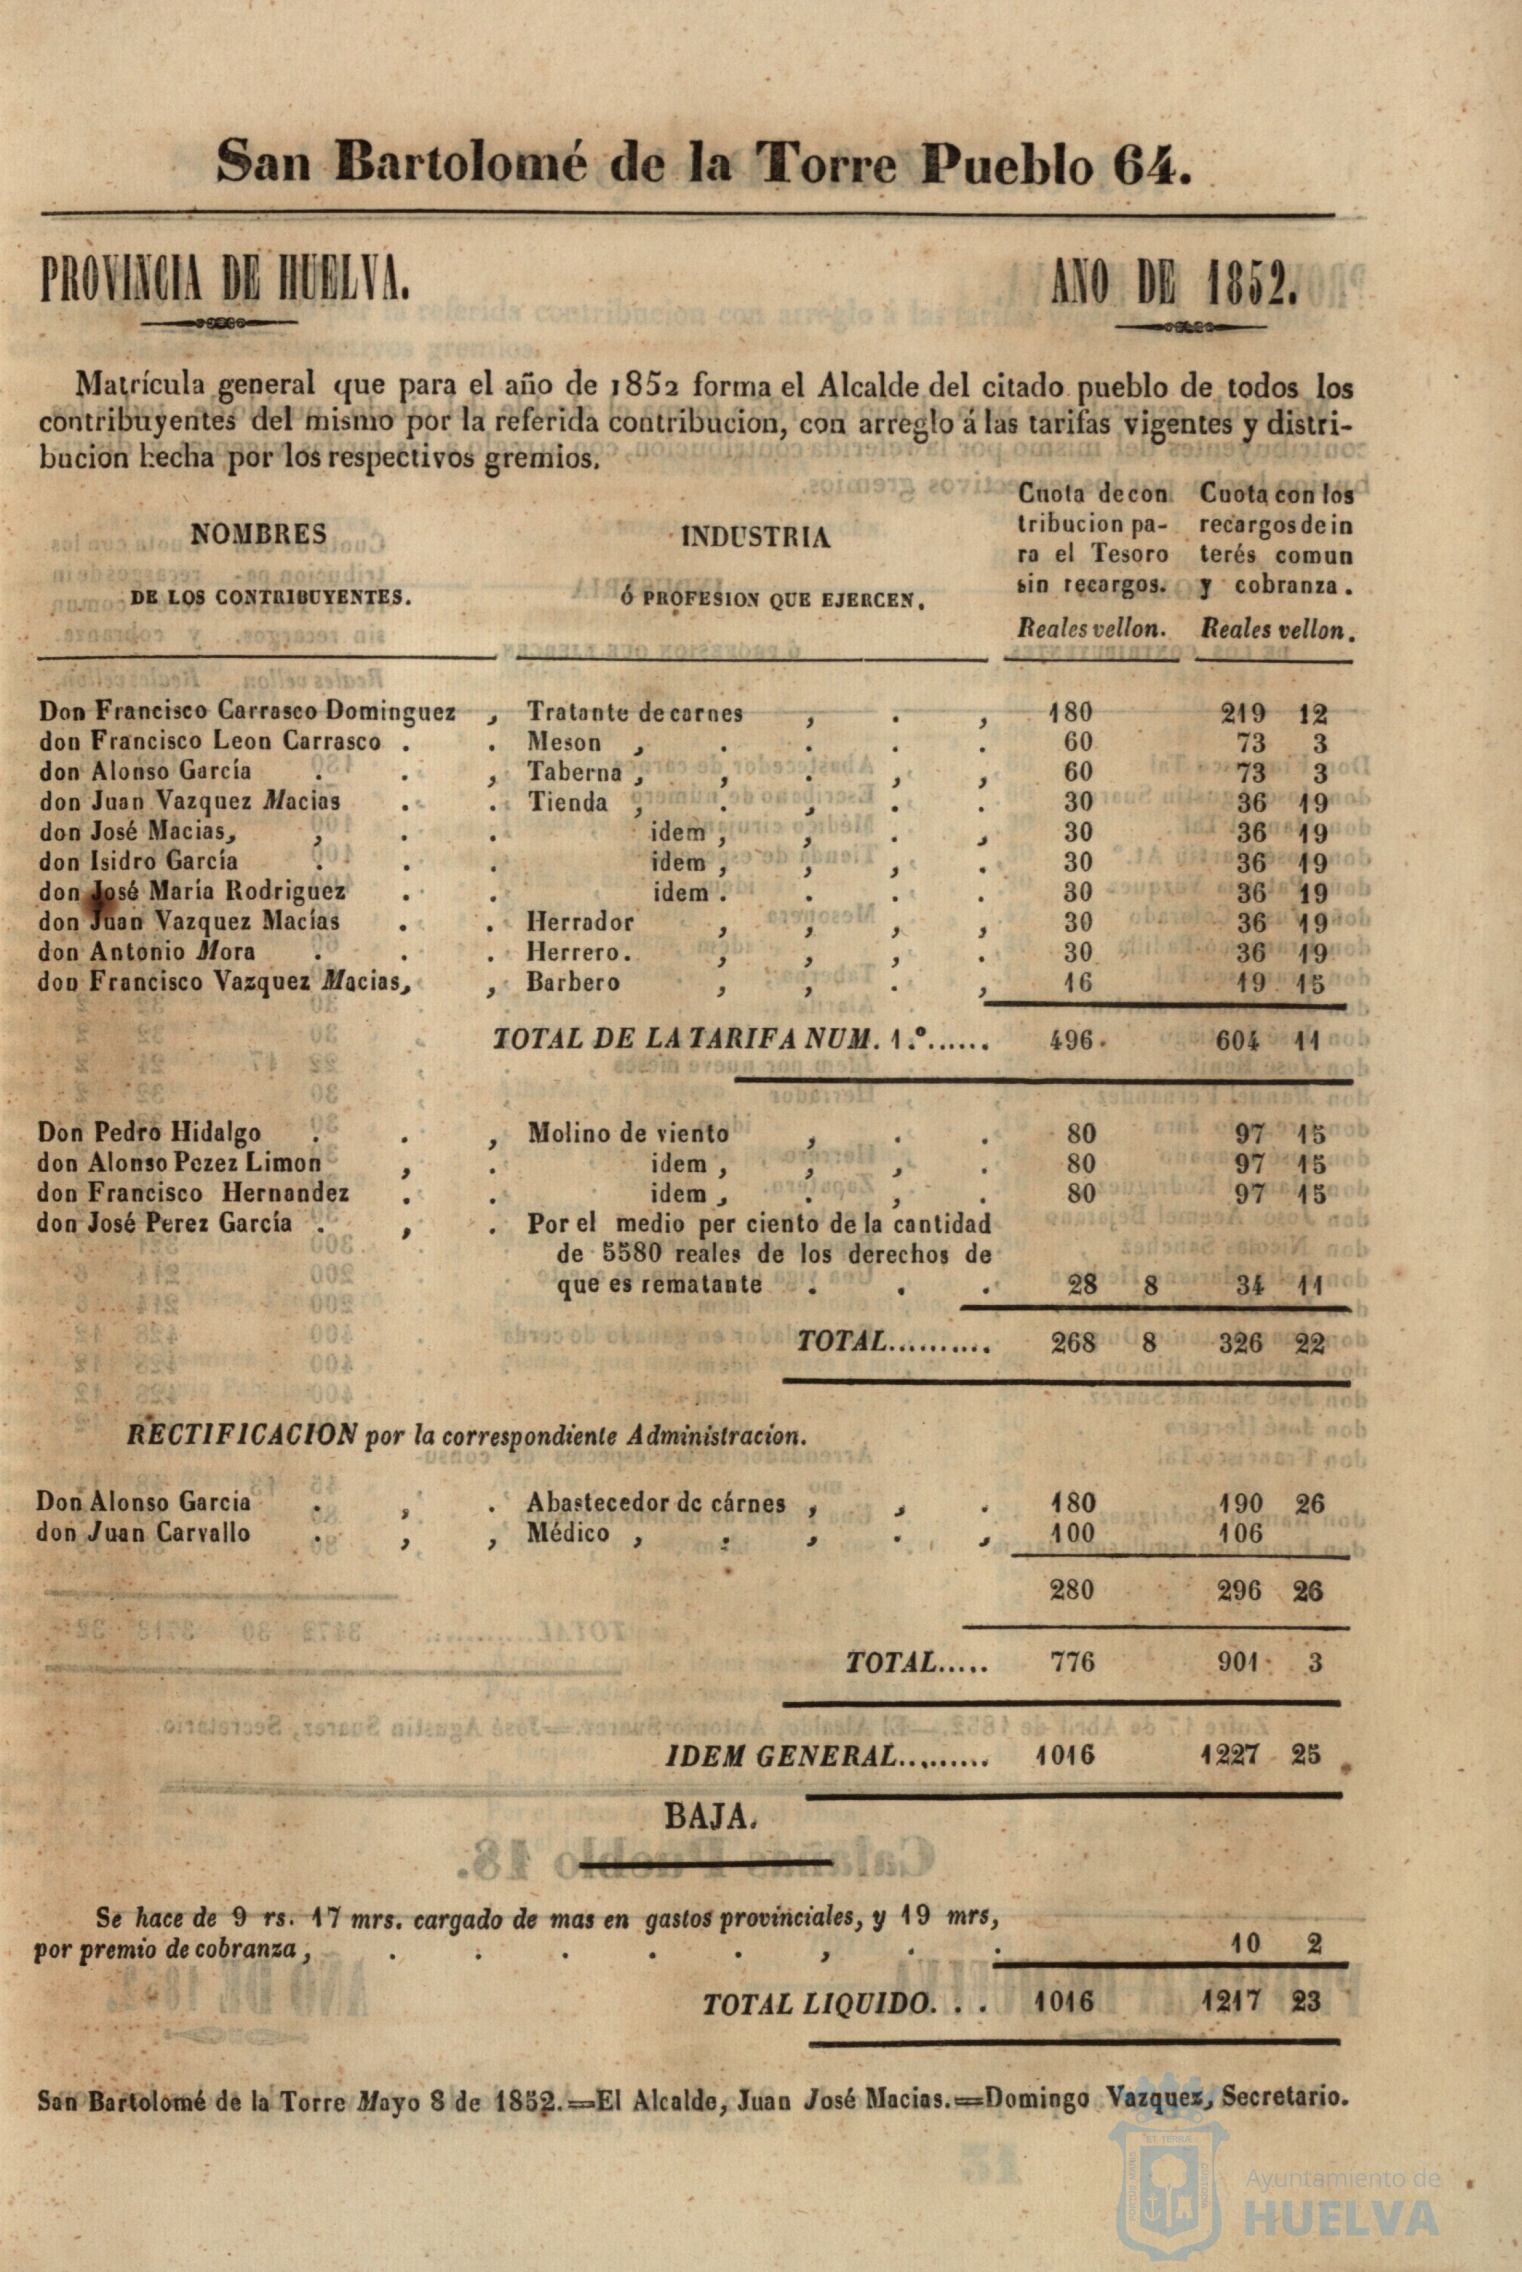 San Bartolomé de la Torre Pueblo 64.
PROVINCIA DE HUELVA. AÑO DE 1852.
Matrícula general que para el año de 1852 forma el Alcalde del citado pueblo de todos los
contribuyentes del mismo por la referida contribucion, con arreglo á las tarifas vigentes y distri-
bucion hecha por los respectivos gremios.
NOMBRES
DE LOS CONTRIBUYENTES.
INDUSTRIA
Ó PROFESION QUE EJERCEN.
Cuota de con
tribucion pa-
ra el Tesoro
sin recargos.
Reales vellon.
Cuota con los
recargos de in
terés comun
y cobranza.
Reales vellon.
Don Francisco Carrasco Dominguez , Tratante de carnes , . , 180 219 12
don Francisco Leon Carrasco . . Meson , . . . . 60 73 3
don Alonso García . . , Taberna , , . , , 60 73 3
don Juan Vazquez Macias . . Tienda , . , . . 30 36 19
don José Macias, , . . idem , , . , 30 36 19
don Isidro García . . . idem , , , . 30 36 19
don José María Rodriguez . . idem . . . . 30 36 19
don Juan Vazquez Macías . . Herrador , , , , 30 36 19
don Antonio Mora . . . Herrero. , , , . 30 36 19
don Francisco Vazquez Macias, , Barbero , , . , 16 19 15
TOTAL DE LA TARIFA NUM. 1.º...... 496 604 11
Don Pedro Hidalgo . . , Molino de viento , . . 80 97 15
don Alonso Pezez Limon , . idem , , , . 80 97 15
don Francisco Hernandez . . idem , . , . 80 97 15
don José Perez García . , . Por el medio per ciento de la cantidad
de 5580 reales de los derechos de
que es rematante . . . 28 8 34 11
TOTAL.......... 268 8 326 22
RECTIFICACION por la correspondiente Administracion.
Don Alonso Garcia . , . Abastecedor de cárnes , , . 180 190 26
don Juan Carvallo . , , Médico , . , . , 100 106
280 296 26
TOTAL..... 776 901 3
IDEM GENERAL......... 1016 1227 25
BAJA.
Se hace de 9 rs. 17 mrs. cargado de mas en gastos provinciales, y 19 mrs,
por premio de cobranza , . . . . . , . . 10 2
TOTAL LIQUIDO. . . 1016 1217 23
San Bartolomé de la Torre Mayo 8 de 1852.=El Alcalde, Juan José Macias.=Domingo Vazquez, Secretario.
Ayuntamiento de
HUELVA